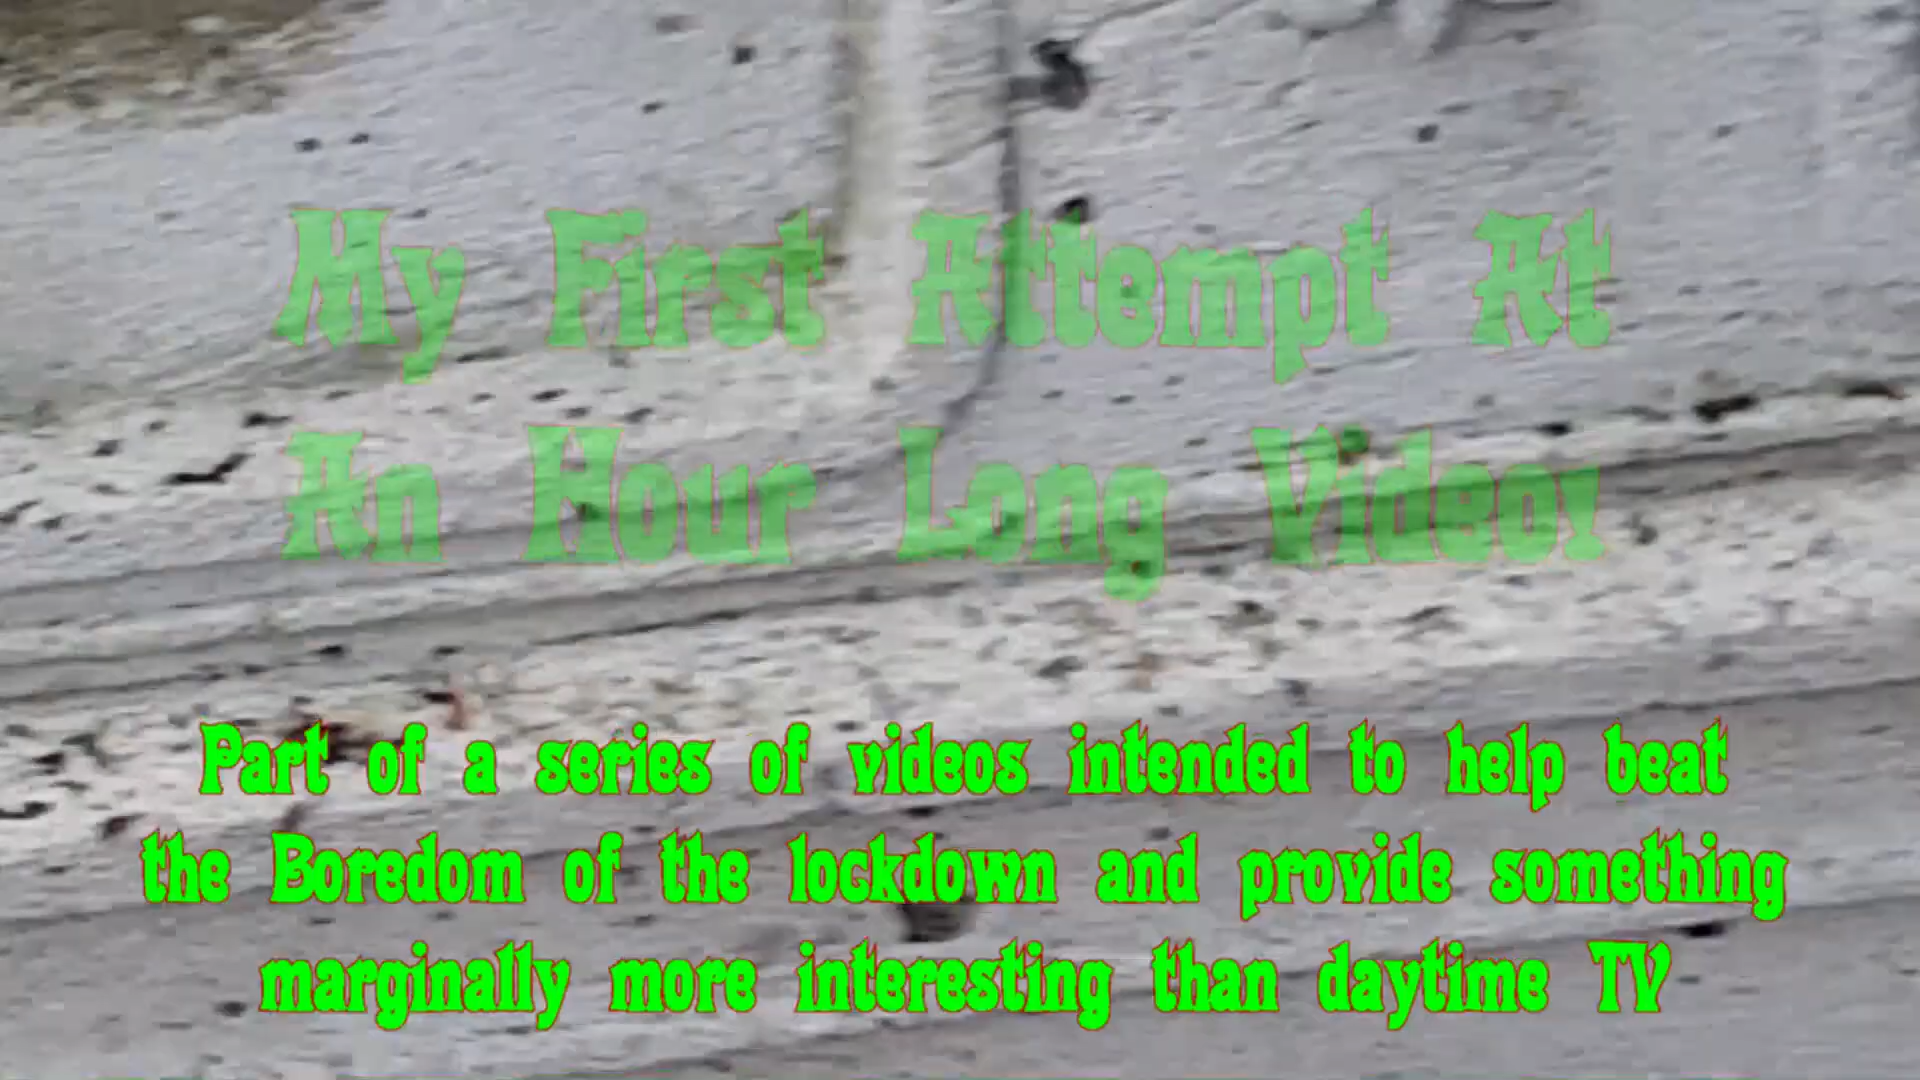 My First Attempt At
An Hour Long Video!
Part of a series of videos intended to help beat
the Boredom of the lockdown and provide something
marginally more interesting than daytime TV